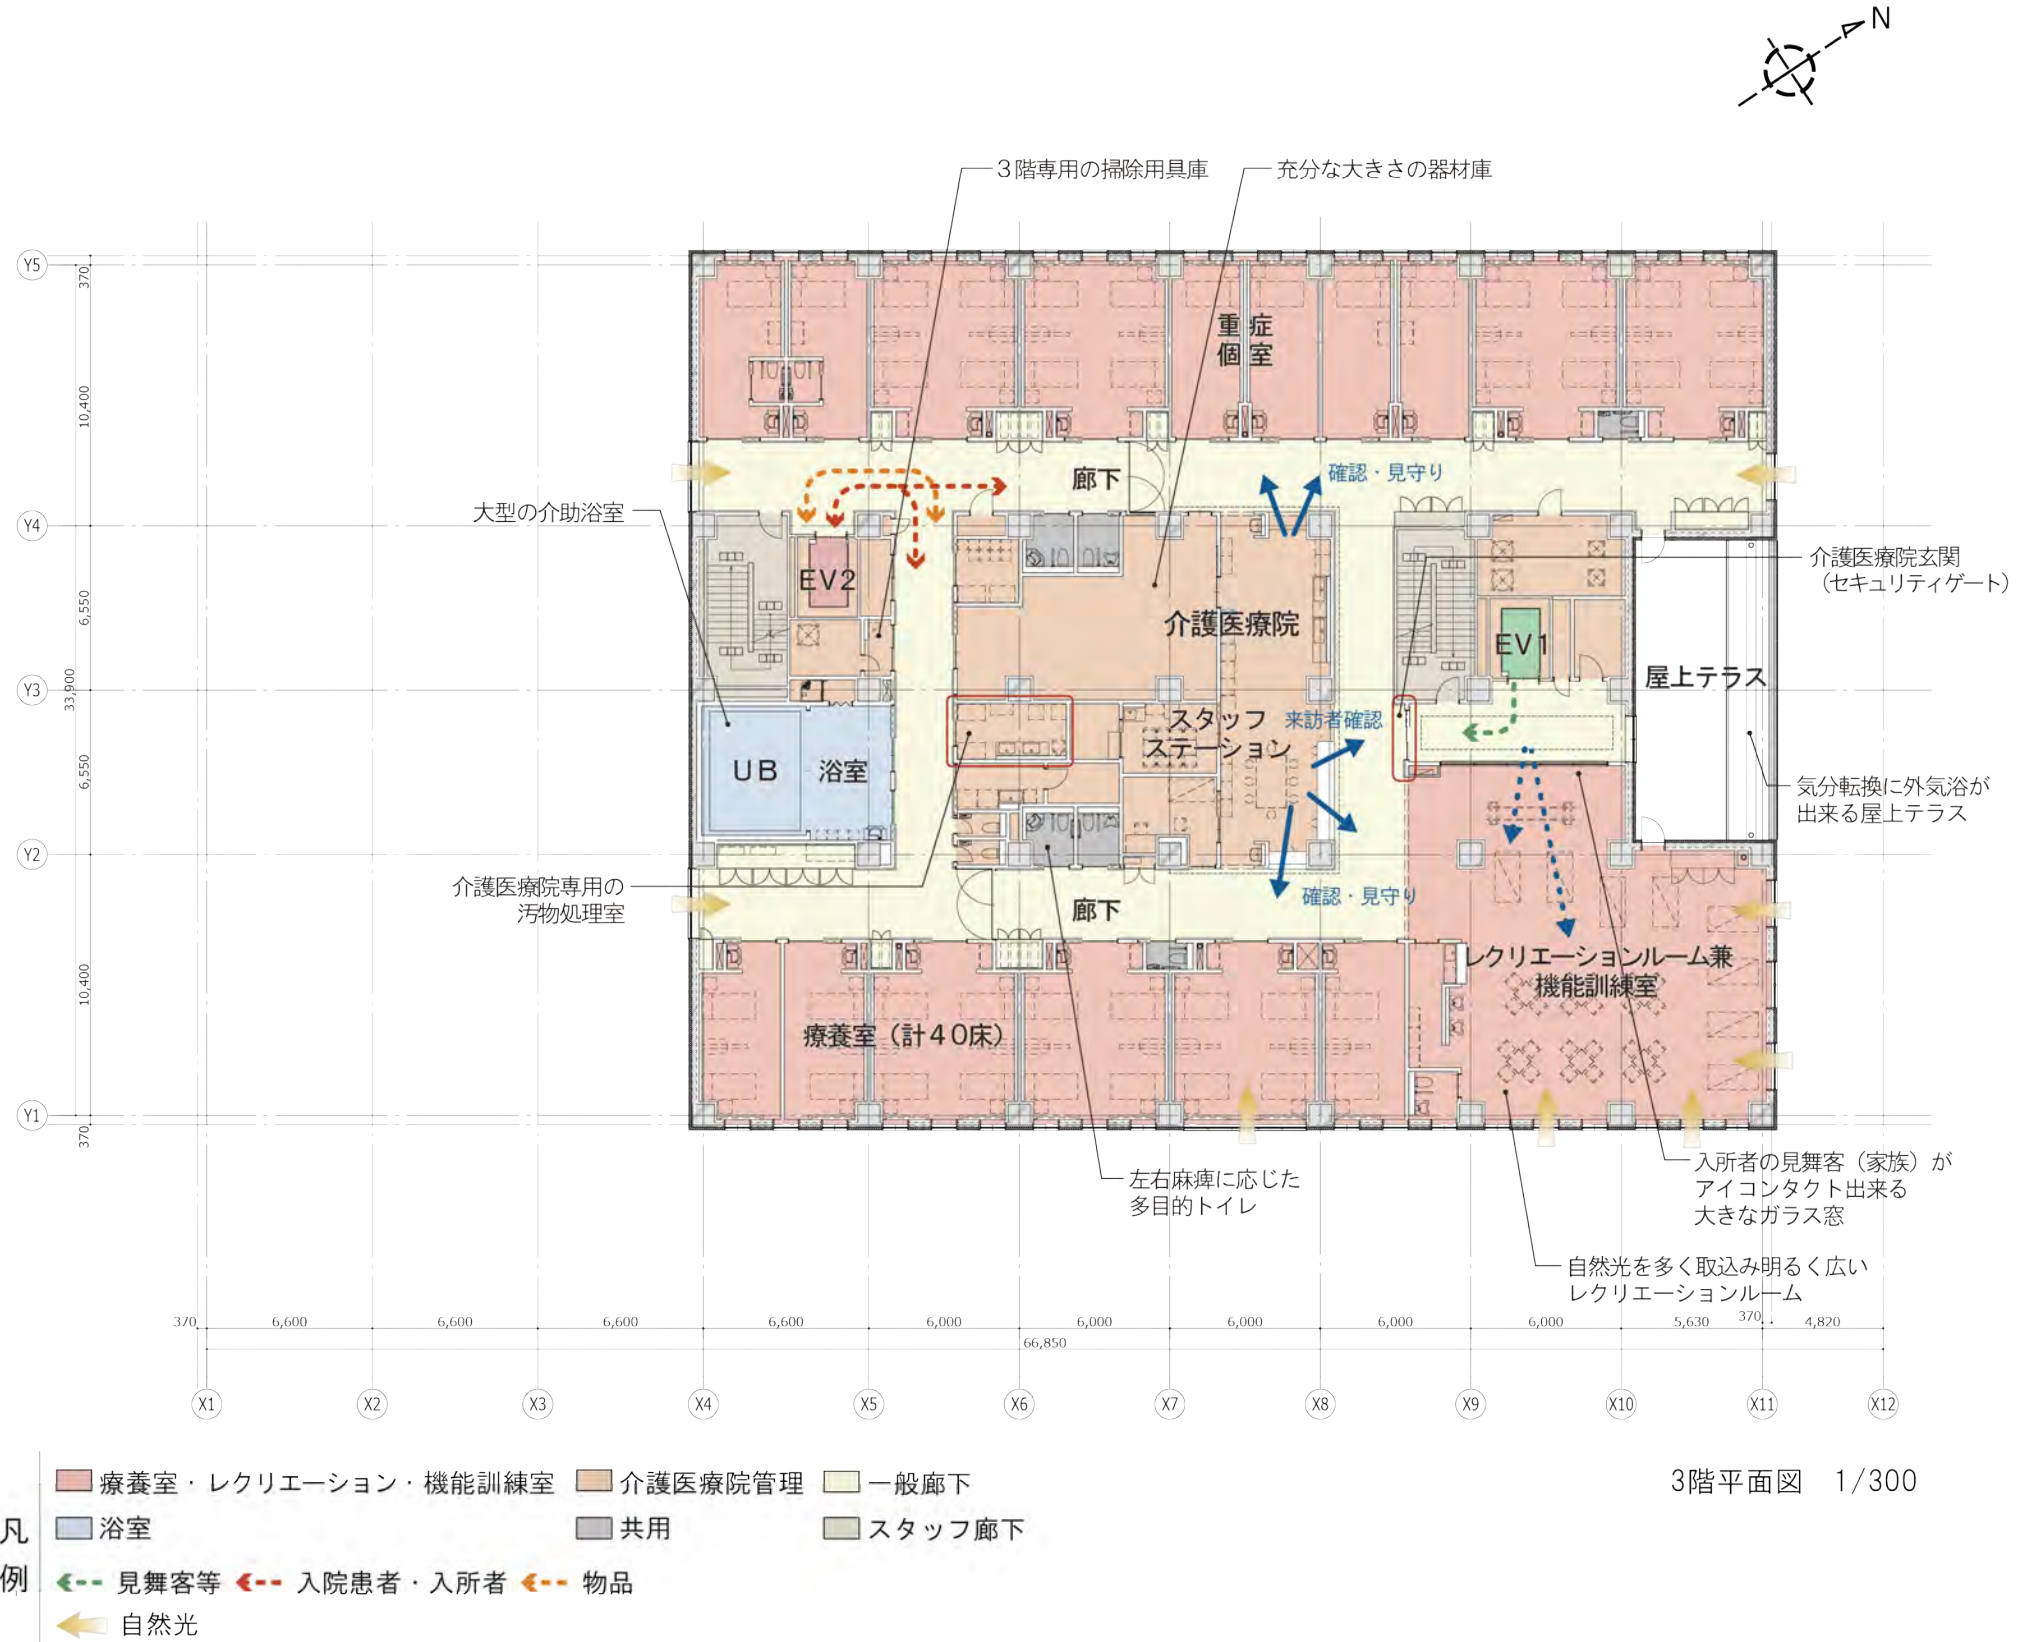 N
3階専用の掃除用具庫
充分な大きさの器材庫
Y5
370
10,400
重症
個室
廊下
確認・見守り
大型の介助浴室
Y4
介護医療院玄関
（セキュリティゲート）
EV2
6,550
介護医療院
EV1
屋上テラス
Y3
33,900
スタッフ
ステーション
来訪者確認
6,550
UB
浴室
気分転換に外気浴が
出来る屋上テラス
Y2
介護医療院専用の
汚物処理室
廊下
確認・見守り
レクリエーションルーム兼
機能訓練室
10,400
療養室（計40床）
Y1
370
左右麻痺に応じた
多目的トイレ
入所者の見舞客（家族）が
アイコンタクト出来る
大きなガラス窓
自然光を多く取込み明るく広い
レクリエーションルーム
370 6,600 6,600 6,600 6,600 6,000 6,000 6,000 6,000 6,000 5,630 370 4,820
66,850
X1 X2 X3 X4 X5 X6 X7 X8 X9 X10 X11 X12
凡例
療養室・レクリエーション・機能訓練室 介護医療院管理 一般廊下
浴室 共用 スタッフ廊下
見舞客等 入院患者・入所者 物品
自然光
3階平面図 1/300